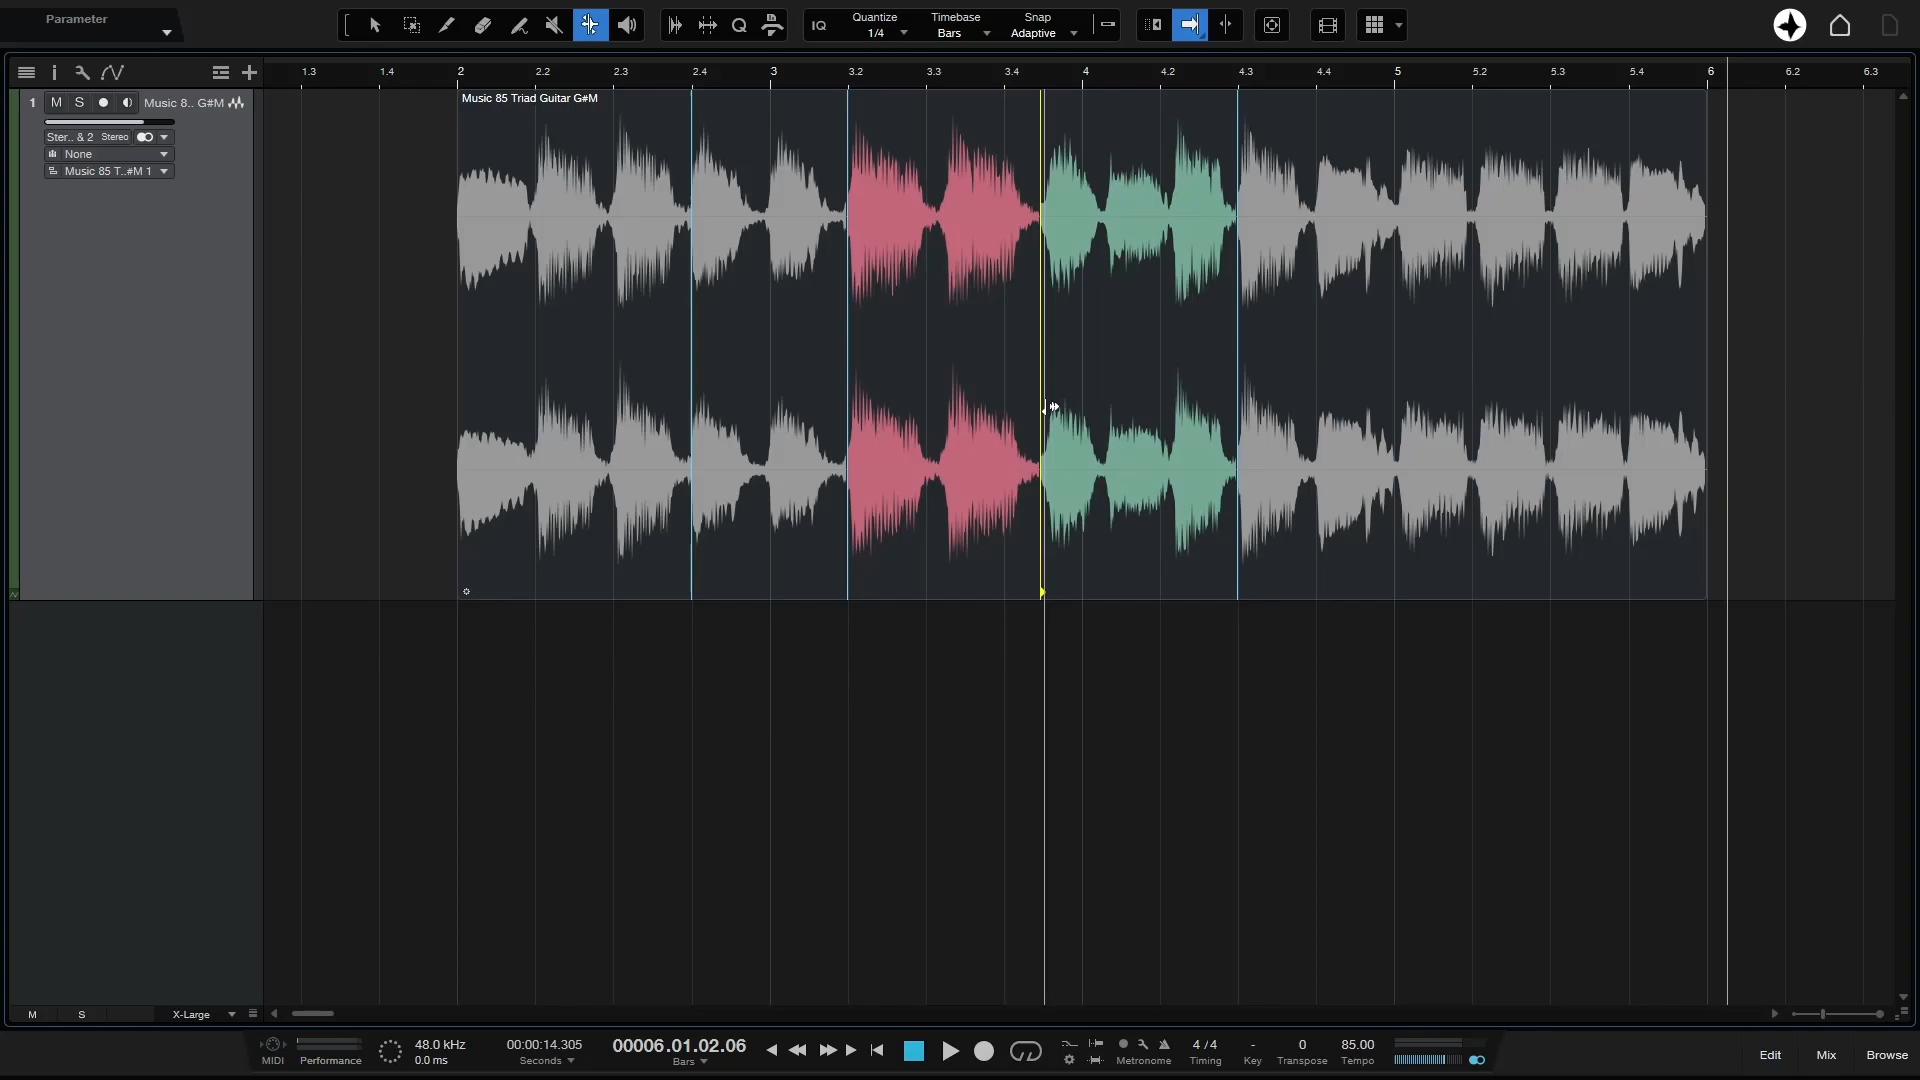 Parameter
IQ
Quantize
1/4
Timebase
Bars
Snap
Adaptive
Q
1.3 1.4 2 2.2 2.3 2.4 3 3.2 3.3 3.4 4 4.2 4.3 4.4 5 5.2 5.3 5.4 6 6.2 6.3
1 M S Music 8.. G#M
Ster.. & 2 Stereo
None
Music 85 T..#M 1
Music 85 Triad Guitar G#M
M S X-Large
MIDI
Performance
48.0 kHz
0.0 ms
00:00:14.305
Seconds
00006.01.02.06
Bars
Metronome
4 / 4
Timing
-
Key
0
Transpose
85.00
Tempo
Edit
Mix
Browse